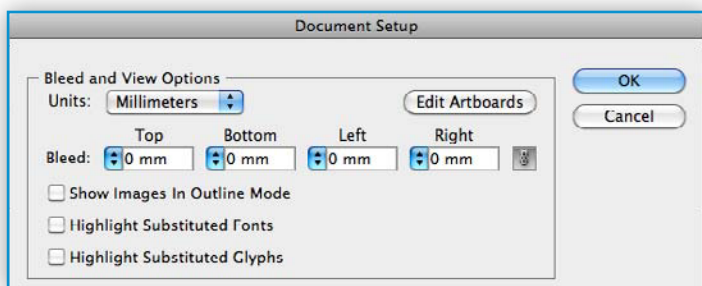 Document Setup
Bleed and View Options
Units: Millimeters Edit Artboards
Top Bottom Left Right
Bleed: 0 mm 0 mm 0 mm 0 mm
Show Images In Outline Mode
Highlight Substituted Fonts
Highlight Substituted Glyphs
OK
Cancel